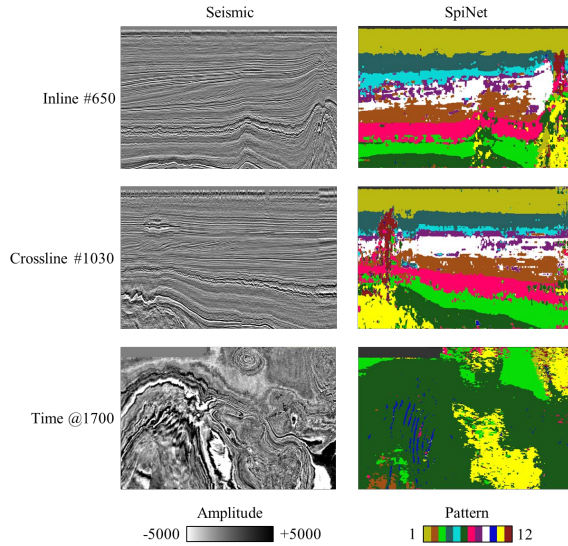 Seismic SpiNet
Inline #650
Crossline #1030
Time @1700
Amplitude Pattern
-5000 +5000 1 12